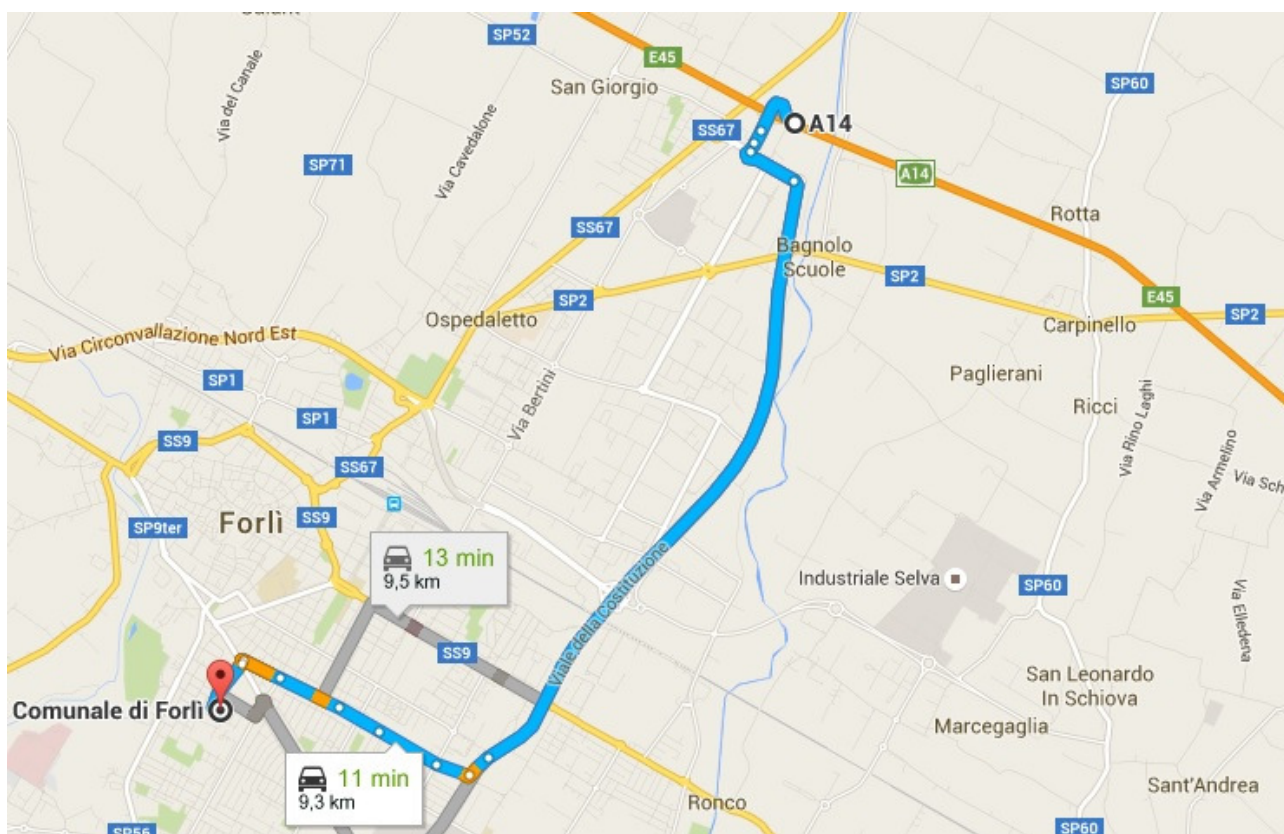 SP52
E45
SP60
San Giorgio
Via del Canale
SS67
A14
SP71
Via Cavedalone
A14
Rotta
SS67
Bagnolo
Scuole
SP2
SP2
E45
SP2
Ospedaletto
Carpinello
Via Circonvallazione Nord Est
SP1
Paglierani
Ricci
SP1
Via Bertini
Via Rino Laghi
Via Armelino
SS9
SS67
Via Sch
SP9ter
Forlì
SS9
13 min
9,5 km
Viale della Costituzione
Industriale Selva
SP60
Via Elledena
SS9
San Leonardo
In Schiova
Comunale di Forlì
Marcegaglia
11 min
9,3 km
Sant'Andrea
Ronco
SP56
SP60